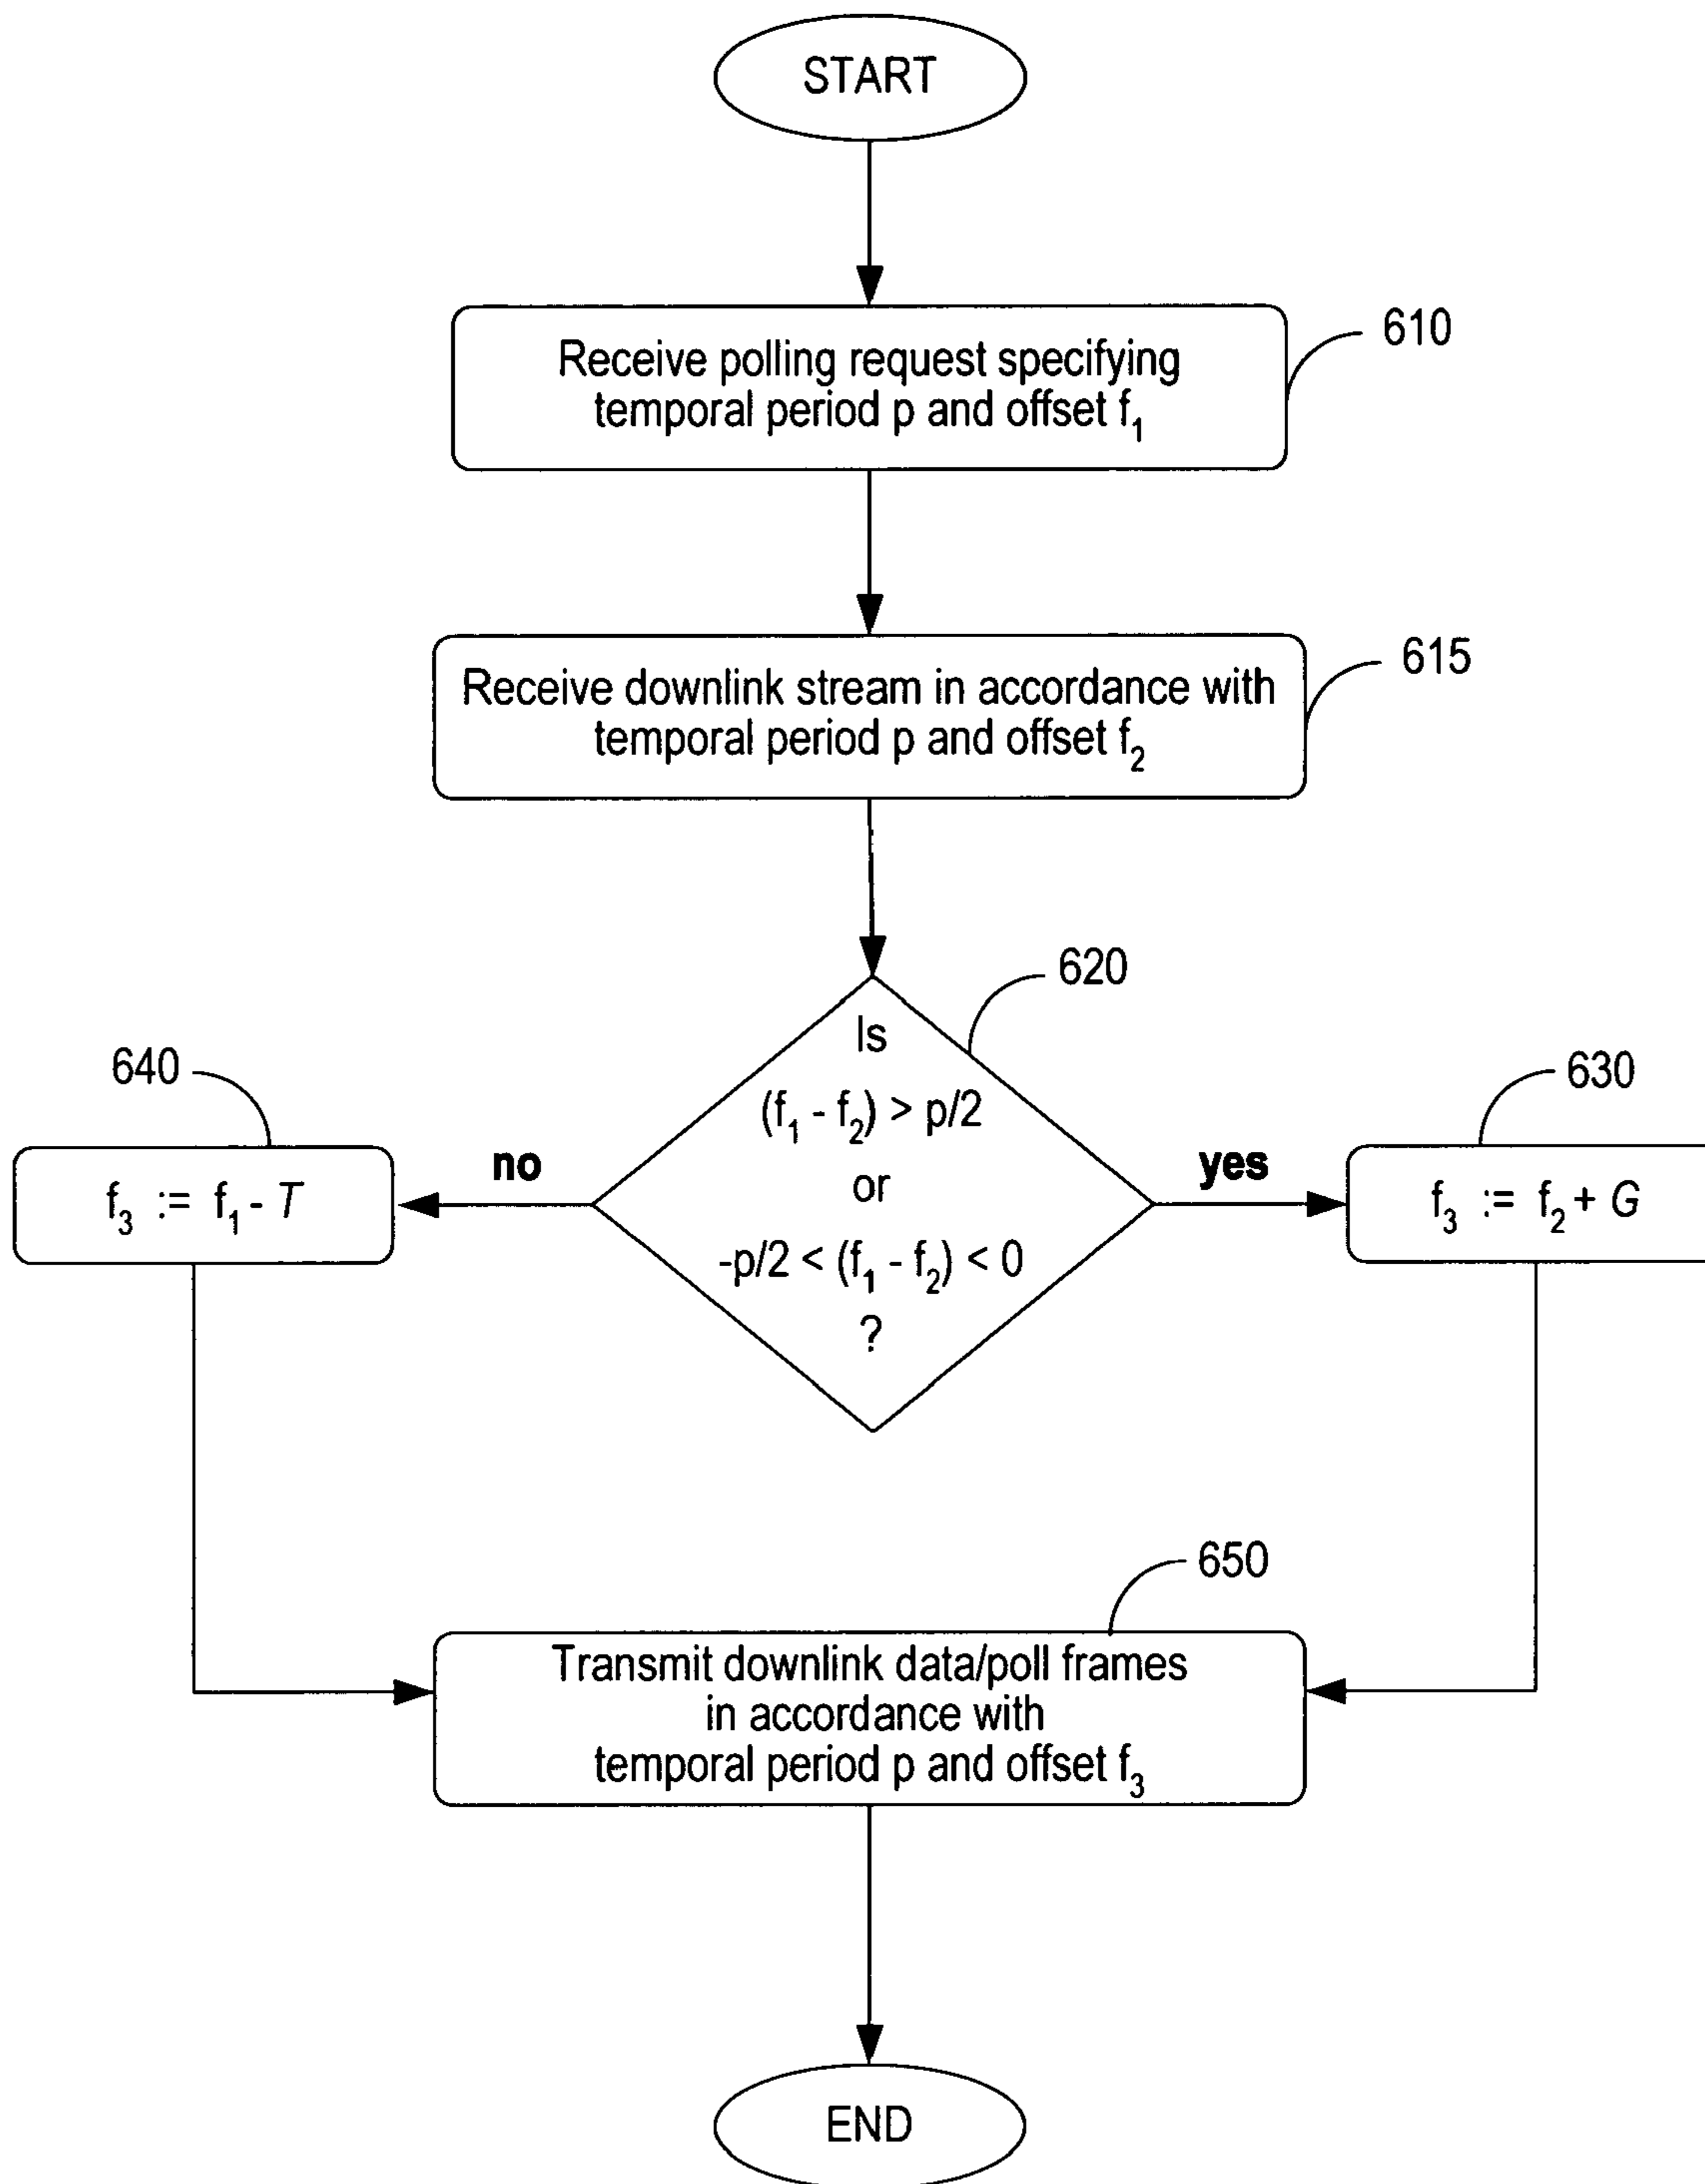 START
Receive polling request specifying
temporal period p and offset f₁
610
Receive downlink stream in accordance with
temporal period p and offset f₂
615
620
Is
(f₁ - f₂) > p/2
or
-p/2 < (f₁ - f₂) < 0
?
640
no
f₃ := f₁ - T
630
yes
f₃ := f₂ + G
650
Transmit downlink data/poll frames
in accordance with
temporal period p and offset f₃
END